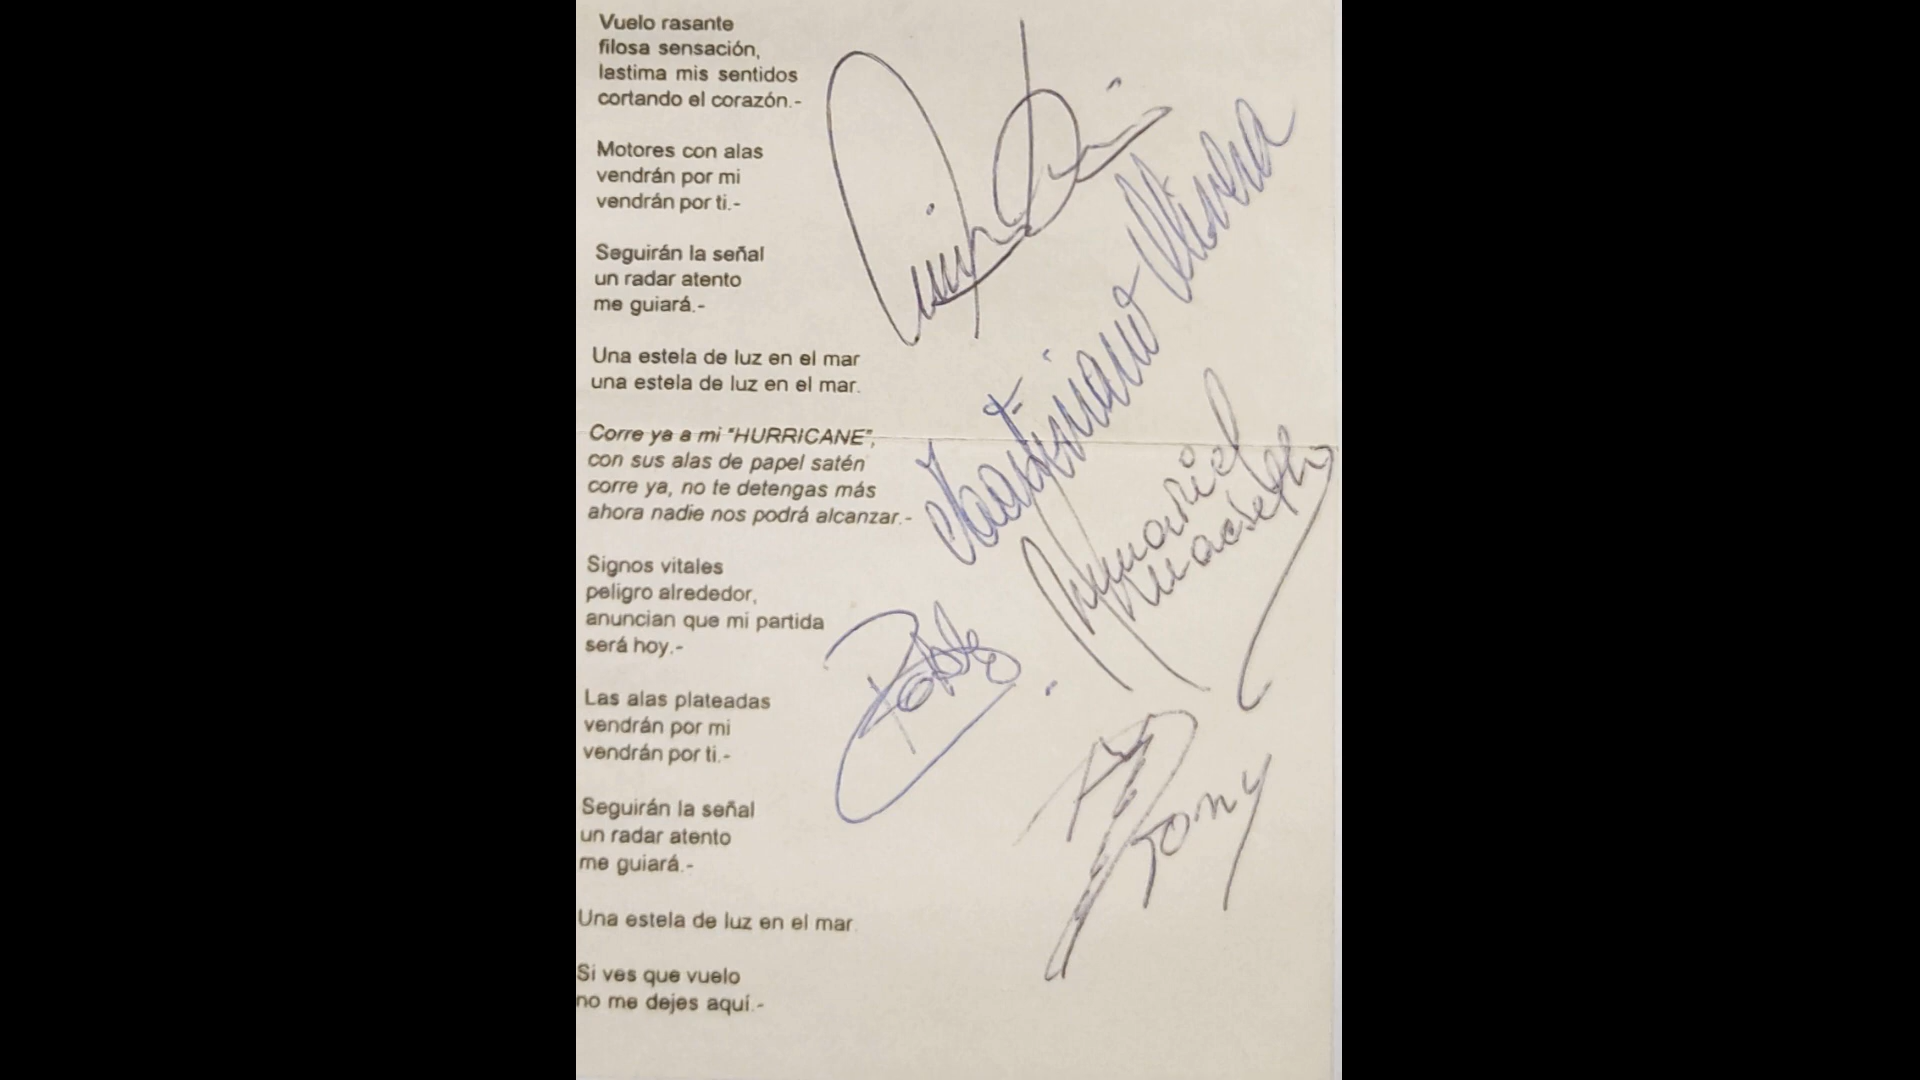 Vuelo rasante
filosa sensación,
lastima mis sentidos
cortando el corazón.-
Motores con alas
vendrán por mi
vendrán por ti.-
Seguirán la señal
un radar atento
me guiará.-
Una estela de luz en el mar
una estela de luz en el mar.
Corre ya a mi "HURRICANE",
con sus alas de papel satén
corre ya, no te detengas más
ahora nadie nos podrá alcanzar.-
Signos vitales
peligro alrededor,
anuncian que mi partida
será hoy.-
Las alas plateadas
vendrán por mi
vendrán por ti.-
Seguirán la señal
un radar atento
me guiará.-
Una estela de luz en el mar.
Si ves que vuelo
no me dejes aquí.-
Pablo
Tony